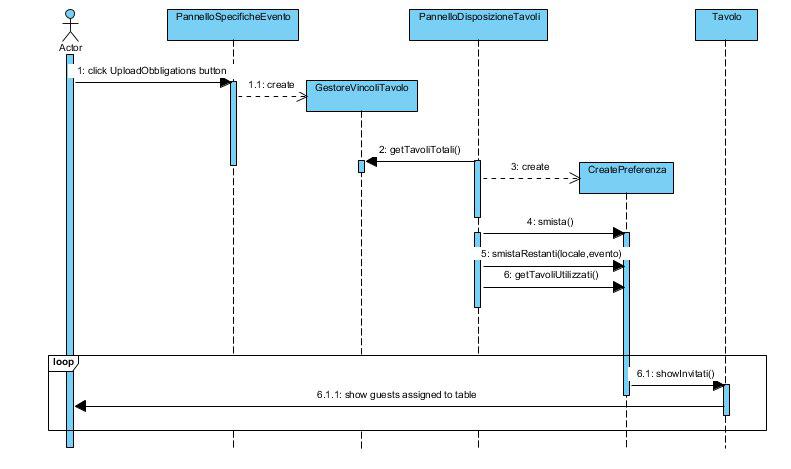 PannelloSpecificheEvento
PannelloDisposizioneTavoli
Tavolo
Actor
1: click UploadObbligations button
1.1: create
GestoreVincoliTavolo
2: getTavoliTotali()
3: create
CreatePreferenza
4: smista()
5: smistaRestanti(locale,evento)
6: getTavoliUtilizzati()
loop
6.1: showInvitati()
6.1.1: show guests assigned to table